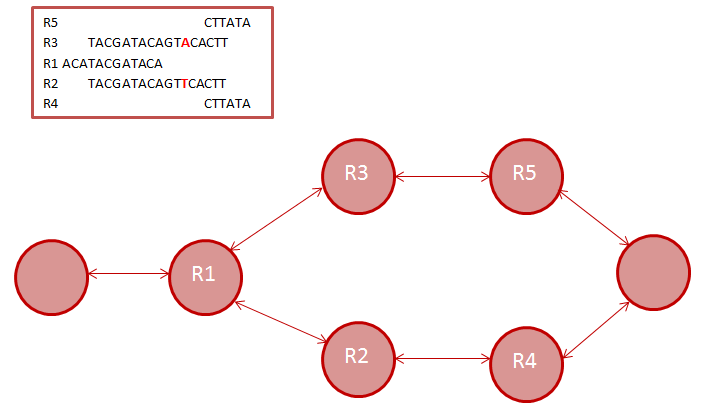 R5 CTTATA
R3 TACGATACAGTACACTT
R1 ACATACGATACA
R2 TACGATACAGTTCACTT
R4 CTTATA
R3
R5
R1
R2
R4